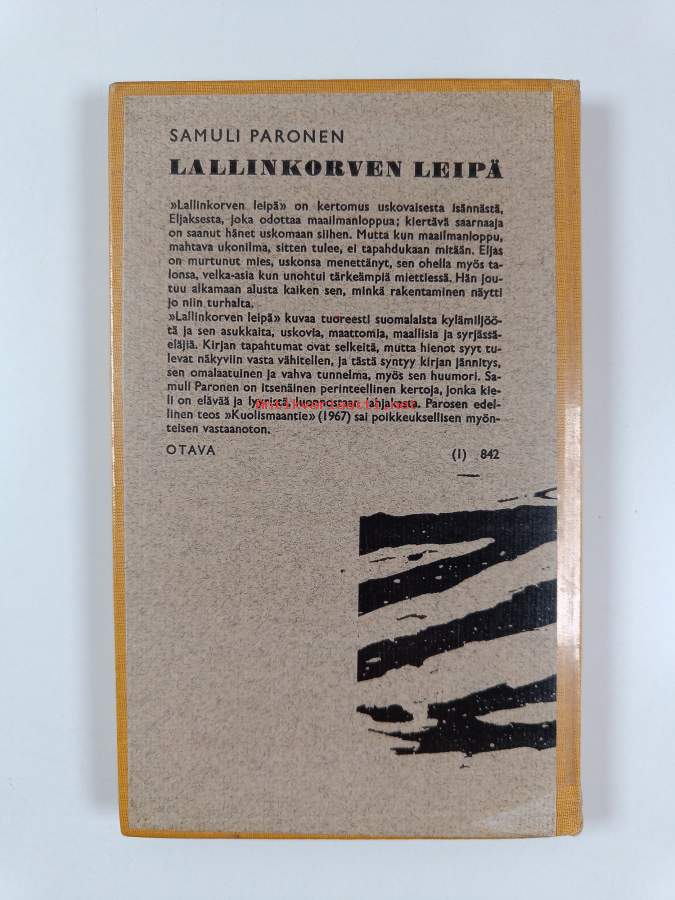 SAMULI PARONEN
LALLINKORVEN LEIPÄ
»Lallinkorven leipä» on kertomus uskovaisesta isännästä,
Eljaksesta, joka odottaa maailmanloppua; kiertävä saarnaaja
on saanut hänet uskomaan siihen. Mutta kun maailmanloppu,
mahtava ukonilma, sitten tulee, ei tapahdukaan mitään. Eljas
on murtunut mies, uskonsa menettänyt, sen ohella myös ta-
lonsa, velka-asia kun unohtui tärkeämpiä miettiessä. Hän jou-
tuu alkamaan alusta kaiken sen, minkä rakentaminen näytti
jo niin turhalta.
»Lallinkorven leipä» kuvaa tuoreesti suomalaista kylämiljöö-
tä ja sen asukkaita, uskovia, maattomia, maallisia ja syrjässä-
eläjiä. Kirjan tapahtumat ovat selkeitä, mutta hienot syyt tu-
levat näkyviin vasta vähitellen, ja tästä syntyy kirjan jännitys,
sen omalaatuinen ja vahva tunnelma, myös sen huumori. Sa-
muli Paronen on itsenäinen perinteellinen kertoja, jonka kie-
li on elävää ja lyyristä, luonnostaan lahjakasta. Parosen edel-
linen teos »Kuolismaantie» (1967) sai poikkeuksellisen myön-
teisen vastaanoton.
OTAVA (1) 842